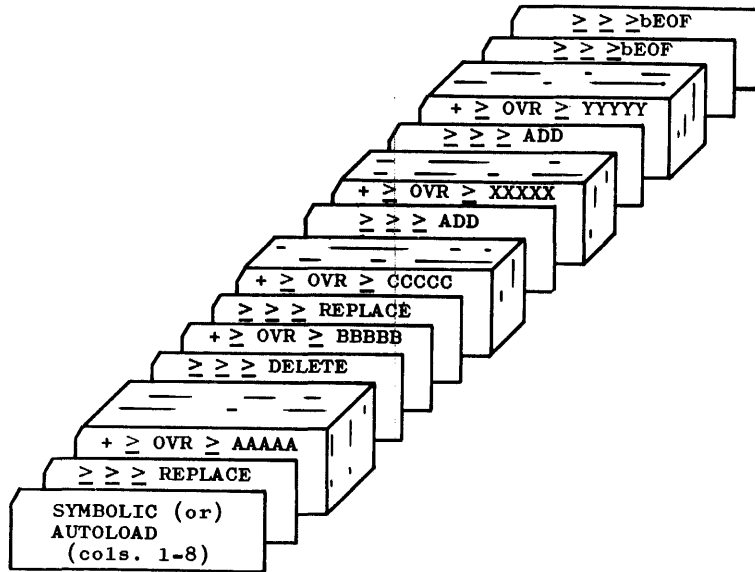 ≥ ≥ ≥bEOF
≥ ≥ ≥bEOF
+ ≥ OVR ≥ YYYYY
≥ ≥ ≥ ADD
+ ≥ OVR ≥ XXXXX
≥ ≥ ≥ ADD
+ ≥ OVR ≥ CCCCC
≥ ≥ ≥ REPLACE
+ ≥ OVR ≥ BBBBB
≥ ≥ ≥ DELETE
+ ≥ OVR ≥ AAAAA
≥ ≥ ≥ REPLACE
SYMBOLIC (or)
AUTOLOAD
(cols. 1-8)